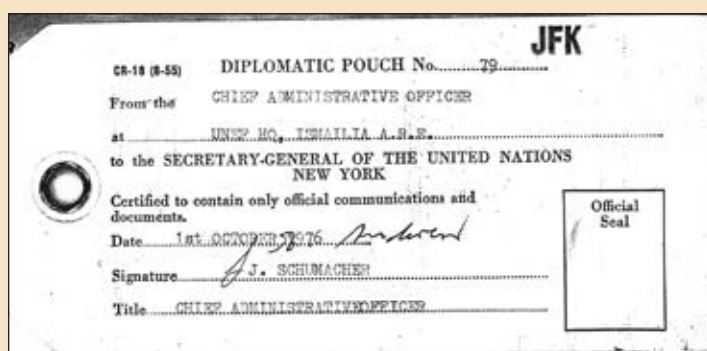 JFK
CR-18 (8-55) DIPLOMATIC POUCH No. 79
From the CHIEF ADMINISTRATIVE OFFICER
at UNEF HQ, ISMAILIA A.R.E.
to the SECRETARY-GENERAL OF THE UNITED NATIONS
NEW YORK
Certified to contain only official communications and
documents.
Official
Seal
Date 1st OCTOBER 1976
Signature J. SCHUMACHER
Title CHIEF ADMINISTRATIVEOFFICER